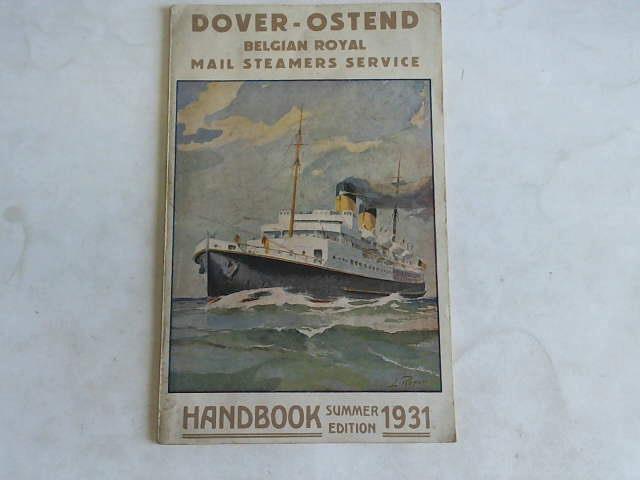 DOVER - OSTEND
BELGIAN ROYAL
MAIL STEAMERS SERVICE
HANDBOOK SUMMER EDITION 1931